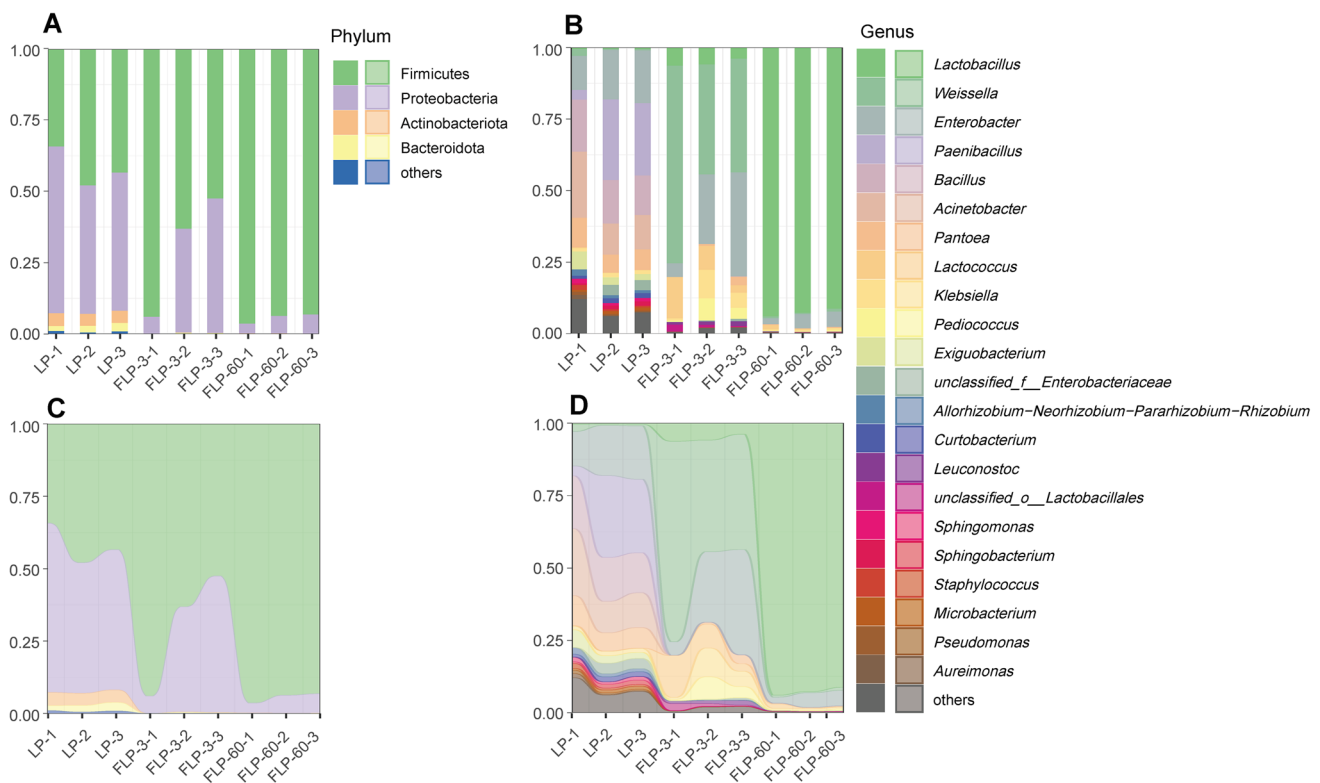 A
1.00
0.75
0.50
0.25
0.00
LP-1
LP-2
LP-3
FLP-3-1
FLP-3-2
FLP-3-3
FLP-60-1
FLP-60-2
FLP-60-3
Phylum
Firmicutes
Proteobacteria
Actinobacteriota
Bacteroidota
others
B
1.00
0.75
0.50
0.25
0.00
LP-1
LP-2
LP-3
FLP-3-1
FLP-3-2
FLP-3-3
FLP-60-1
FLP-60-2
FLP-60-3
Genus
Lactobacillus
Weissella
Enterobacter
Paenibacillus
Bacillus
Acinetobacter
Pantoea
Lactococcus
Klebsiella
Pediococcus
Exiguobacterium
unclassified_f__Enterobacteriaceae
Allorhizobium−Neorhizobium−Pararhizobium−Rhizobium
Curtobacterium
Leuconostoc
unclassified_o__Lactobacillales
Sphingomonas
Sphingobacterium
Staphylococcus
Microbacterium
Pseudomonas
Aureimonas
others
C
1.00
0.75
0.50
0.25
0.00
LP-1
LP-2
LP-3
FLP-3-1
FLP-3-2
FLP-3-3
FLP-60-1
FLP-60-2
FLP-60-3
D
1.00
0.75
0.50
0.25
0.00
LP-1
LP-2
LP-3
FLP-3-1
FLP-3-2
FLP-3-3
FLP-60-1
FLP-60-2
FLP-60-3